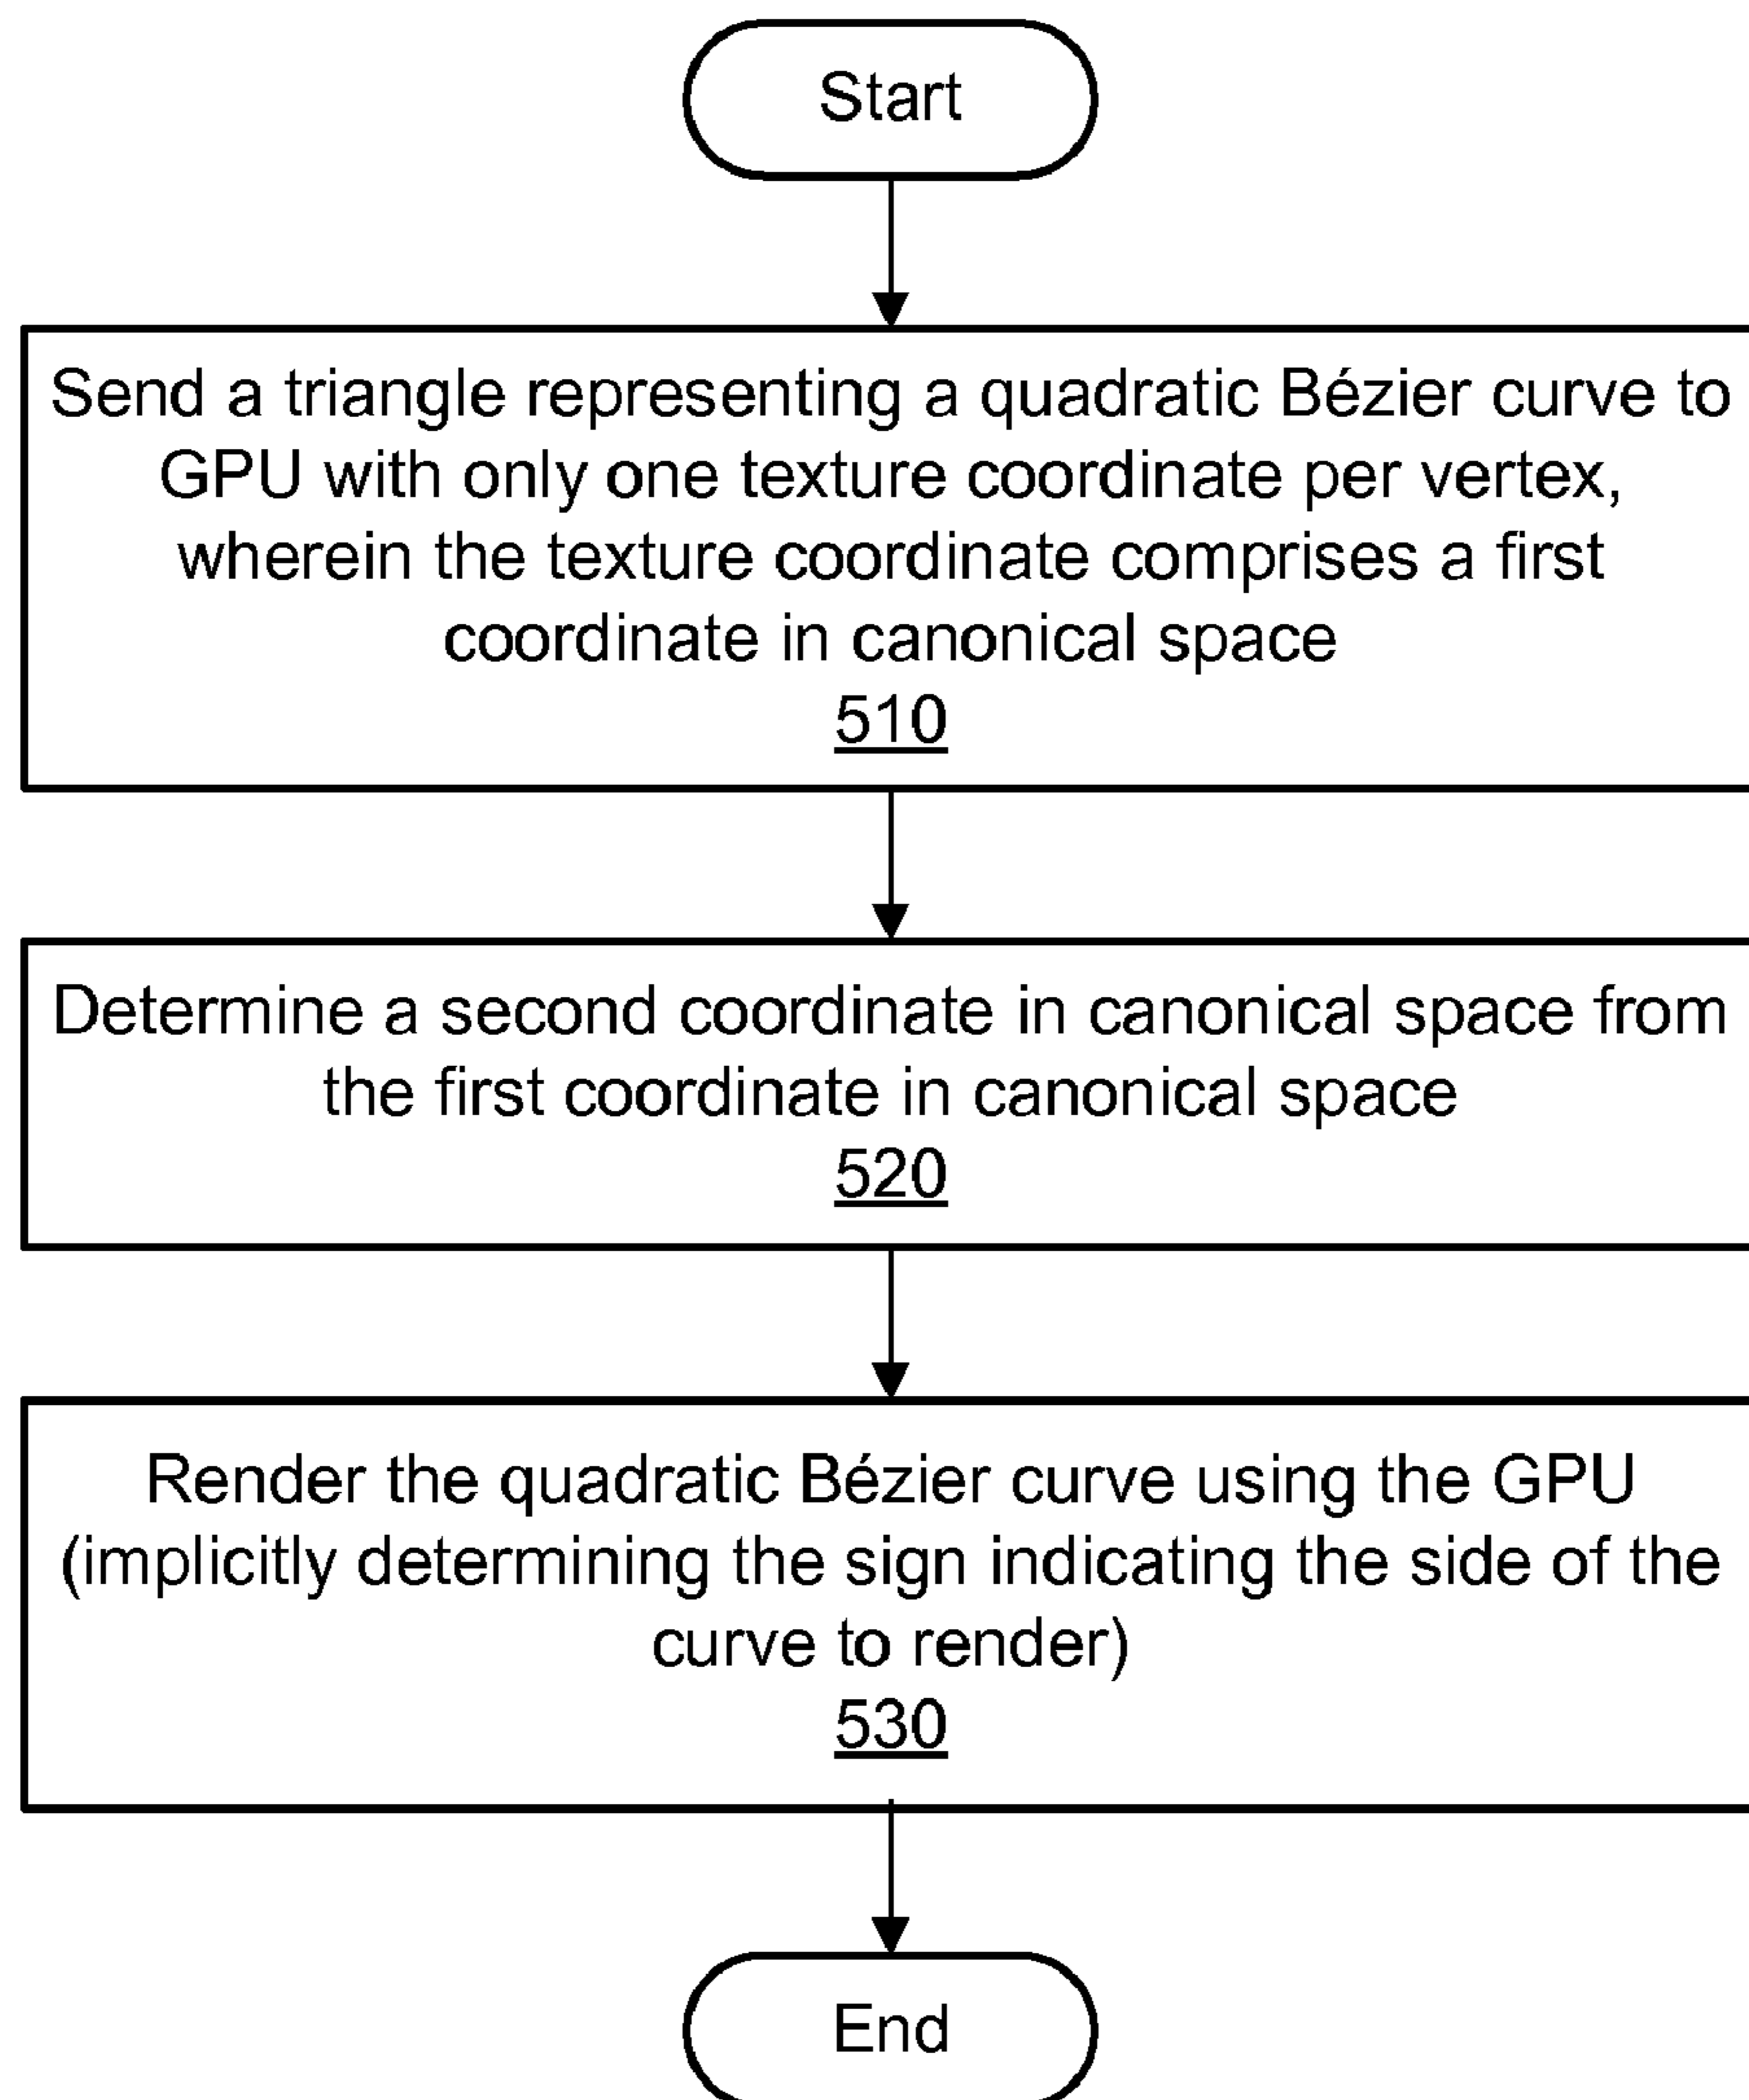 Start
Send a triangle representing a quadratic Bézier curve to
GPU with only one texture coordinate per vertex,
wherein the texture coordinate comprises a first
coordinate in canonical space
510
Determine a second coordinate in canonical space from
the first coordinate in canonical space
520
Render the quadratic Bézier curve using the GPU
(implicitly determining the sign indicating the side of the
curve to render)
530
End